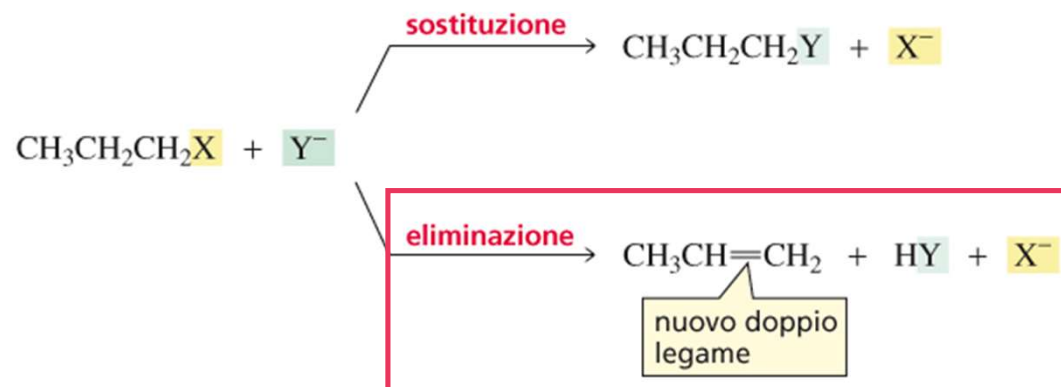 sostituzione
CH₃CH₂CH₂Y + X⁻
CH₃CH₂CH₂X + Y⁻
eliminazione
CH₃CH=CH₂ + HY + X⁻
nuovo doppio
legame